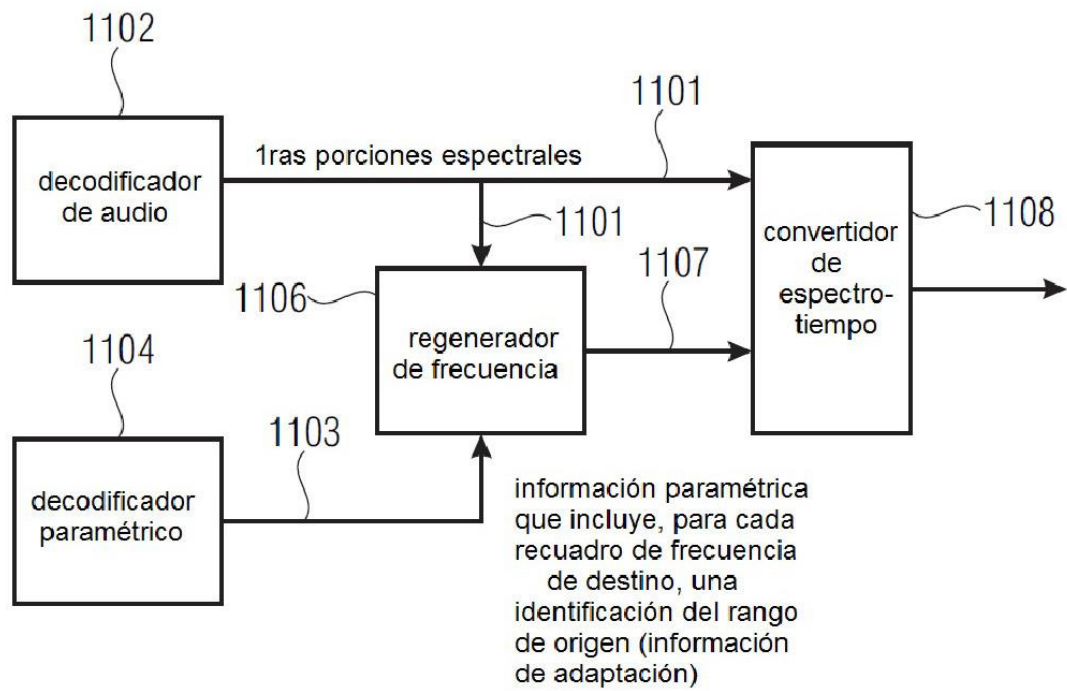 1102
decodificador
de audio
1ras porciones espectrales
1101
1101
convertidor
de
espectro-
tiempo
1108
1106
regenerador
de frecuencia
1107
1104
decodificador
paramétrico
1103
información paramétrica
que incluye, para cada
recuadro de frecuencia
de destino, una
identificación del rango
de origen (información
de adaptación)